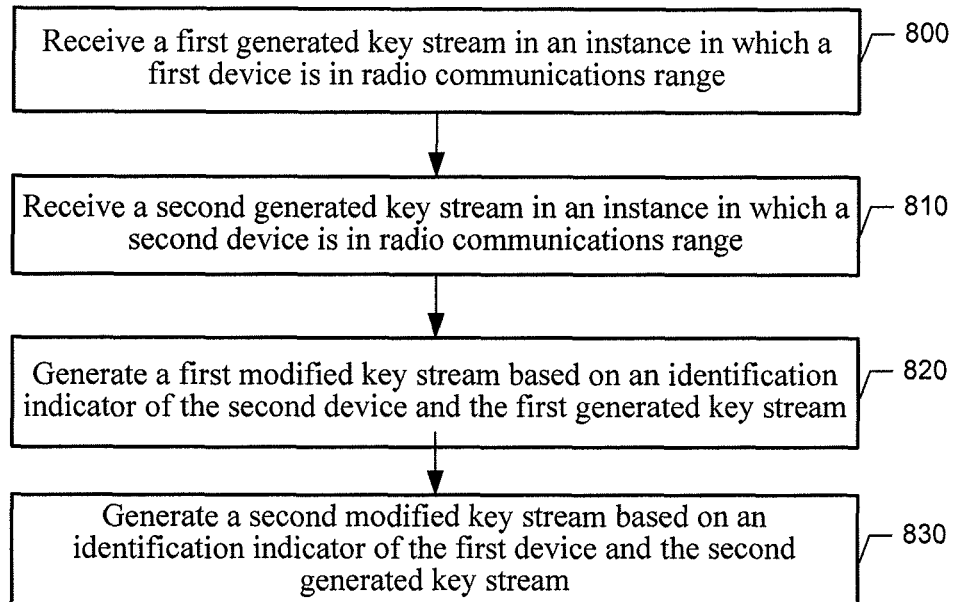 Receive a first generated key stream in an instance in which a
first device is in radio communications range
800
Receive a second generated key stream in an instance in which a
second device is in radio communications range
810
Generate a first modified key stream based on an identification
indicator of the second device and the first generated key stream
820
Generate a second modified key stream based on an
identification indicator of the first device and the second
generated key stream
830